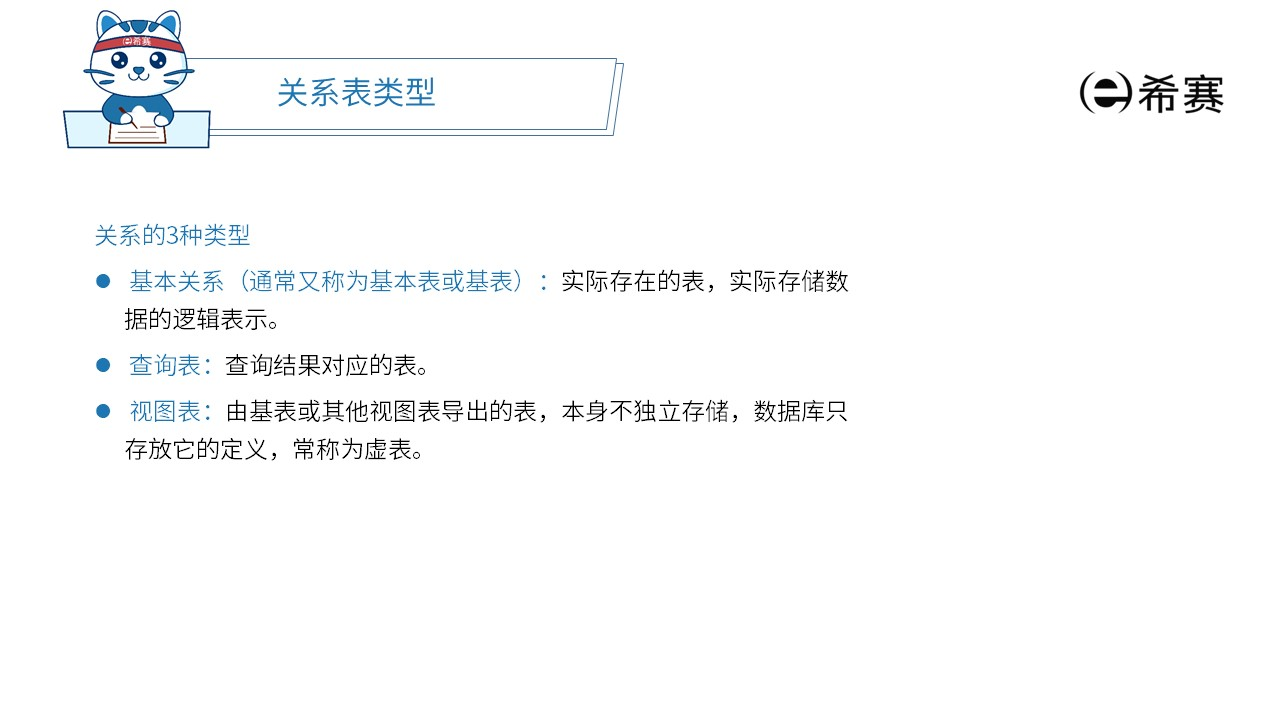 希赛
关系表类型
希赛
关系的3种类型
● 基本关系（通常又称为基本表或基表）：实际存在的表，实际存储数
据的逻辑表示。
● 查询表：查询结果对应的表。
● 视图表：由基表或其他视图表导出的表，本身不独立存储，数据库只
存放它的定义，常称为虚表。